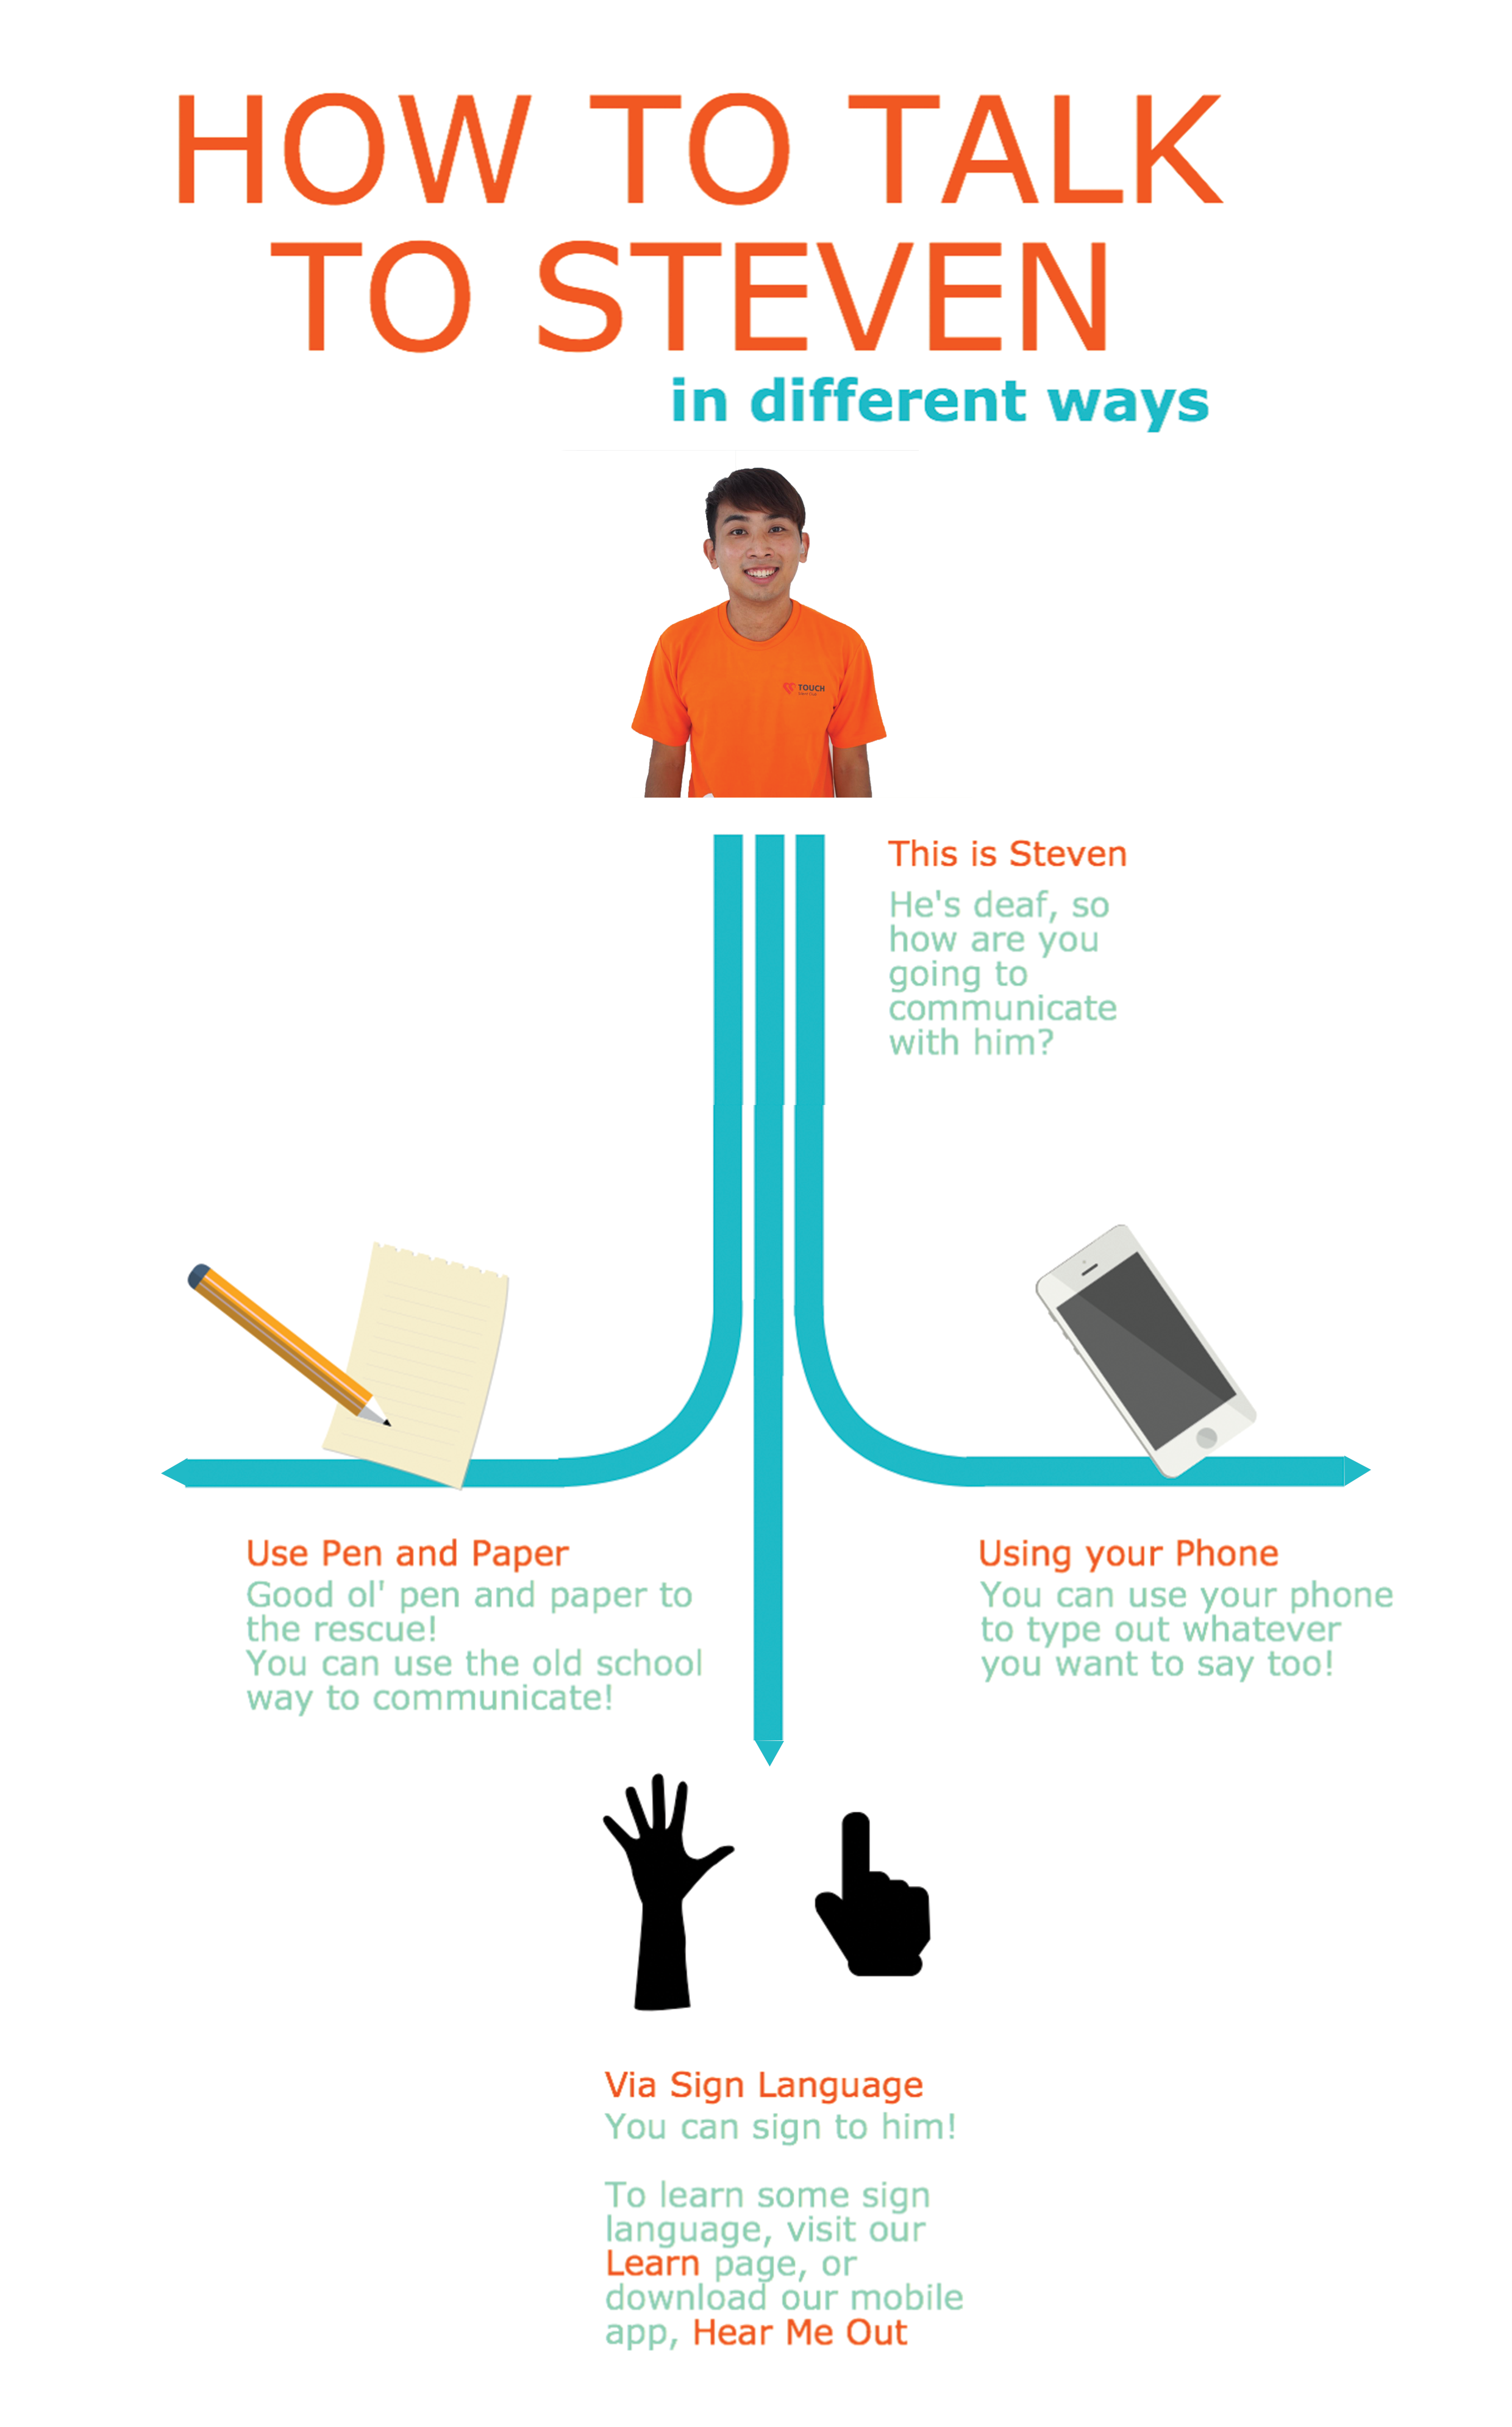 HOW TO TALK
TO STEVEN
in different ways
TOUCH
This is Steven
He's deaf, so
how are you
going to
communicate
with him?
Use Pen and Paper
Good ol' pen and paper to
the rescue!
You can use the old school
way to communicate!
Using your Phone
You can use your phone
to type out whatever
you want to say too!
Via Sign Language
You can sign to him!
To learn some sign
language, visit our
Learn page, or
download our mobile
app, Hear Me Out